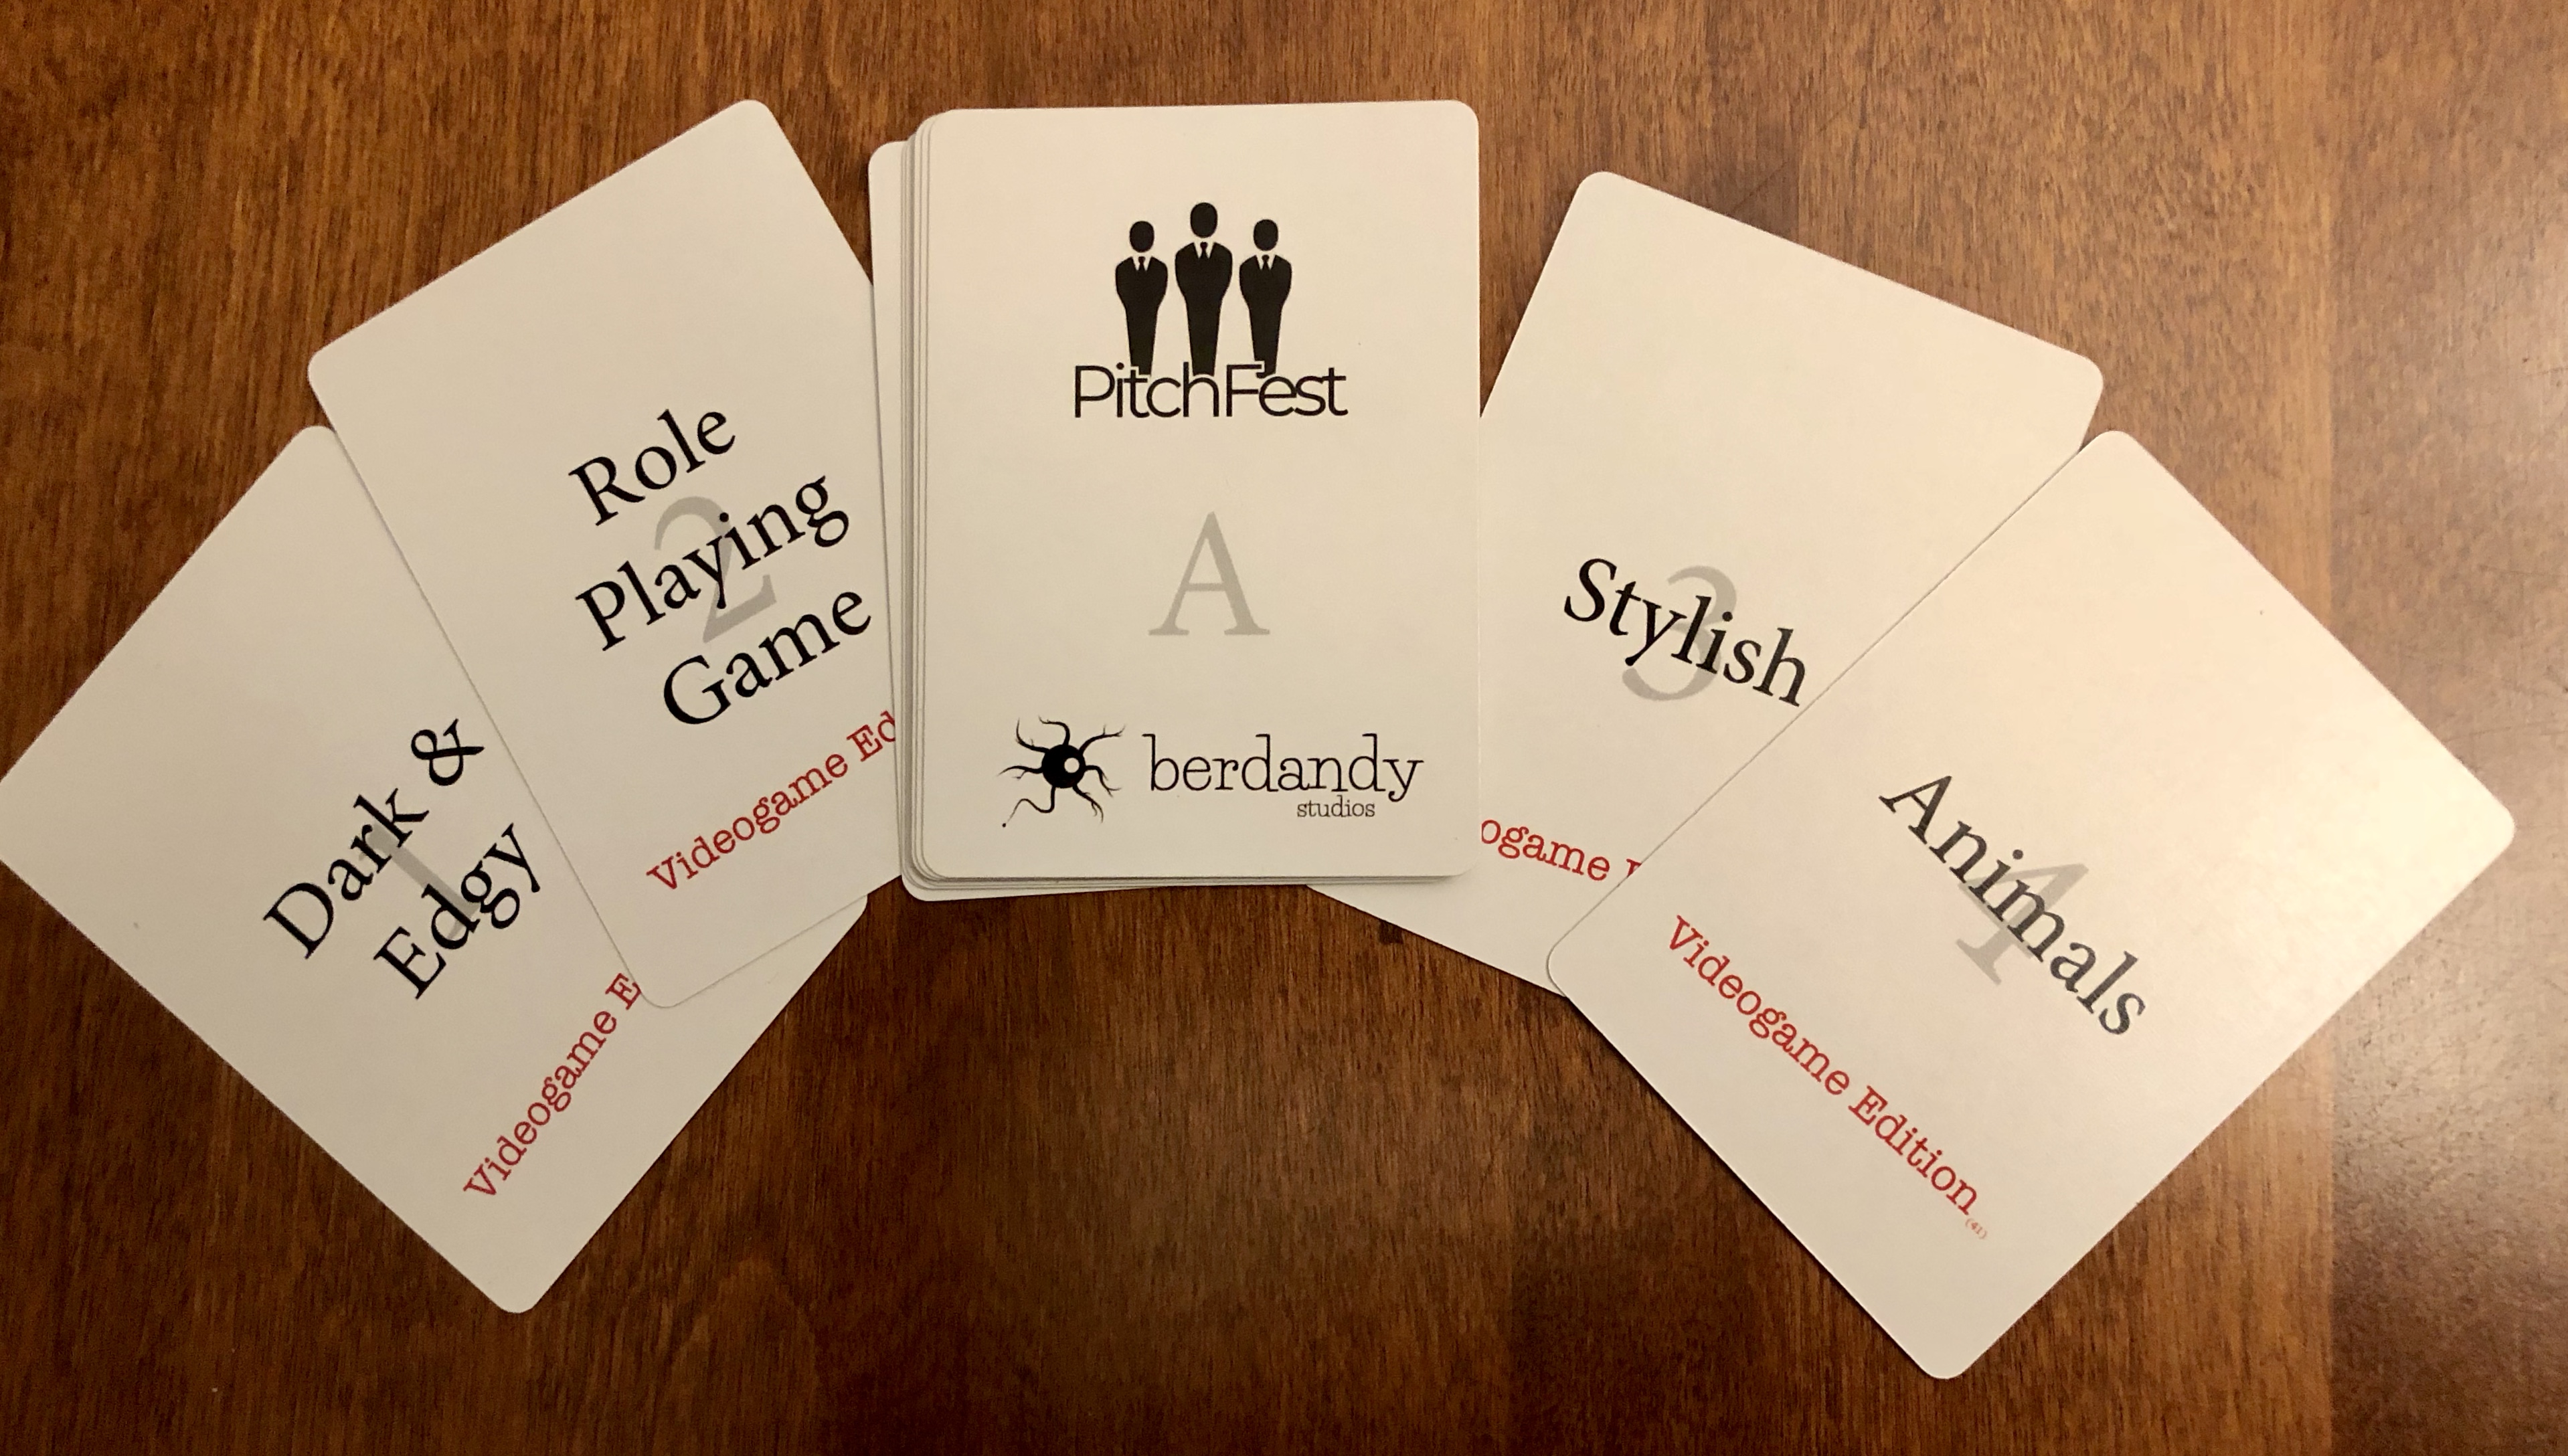 Dark &
Edgy
1
Videogame E
Role
Playing
Game
2
Videogame Ed
PitchFest
A
berdandy
studios
Stylish
3
ogame
Animals
4
Videogame Edition
(41)